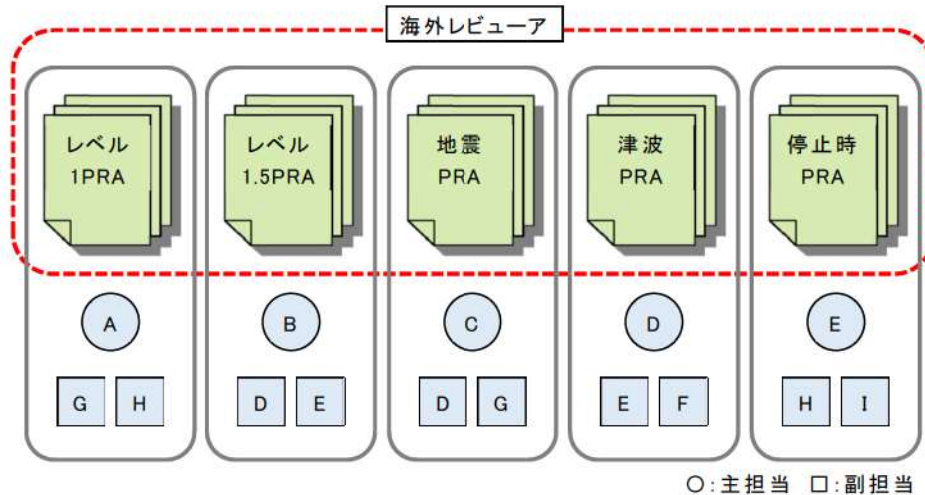 海外レビューア
レベル
1PRA
レベル
1.5PRA
地震
PRA
津波
PRA
停止時
PRA
A
B
C
D
E
G H
D E
D G
E F
H I
○:主担当 □:副担当